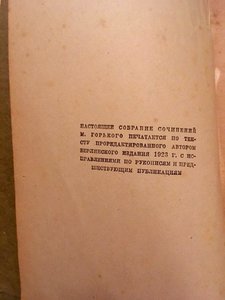 НАСТОЯЩЕЕ СОБРАНИЕ СОЧИНЕНИЙ
М. ГОРЬКОГО ПЕЧАТАЕТСЯ ПО ТЕК-
СТУ ПРОРЕДАКТИРОВАННОГО АВТОРОМ
БЕРЛИНСКОГО ИЗДАНИЯ 1923 Г. С ИС-
ПРАВЛЕНИЯМИ ПО РУКОПИСЯМ И ПРЕД-
ШЕСТВУЮЩИМ ПУБЛИКАЦИЯМ